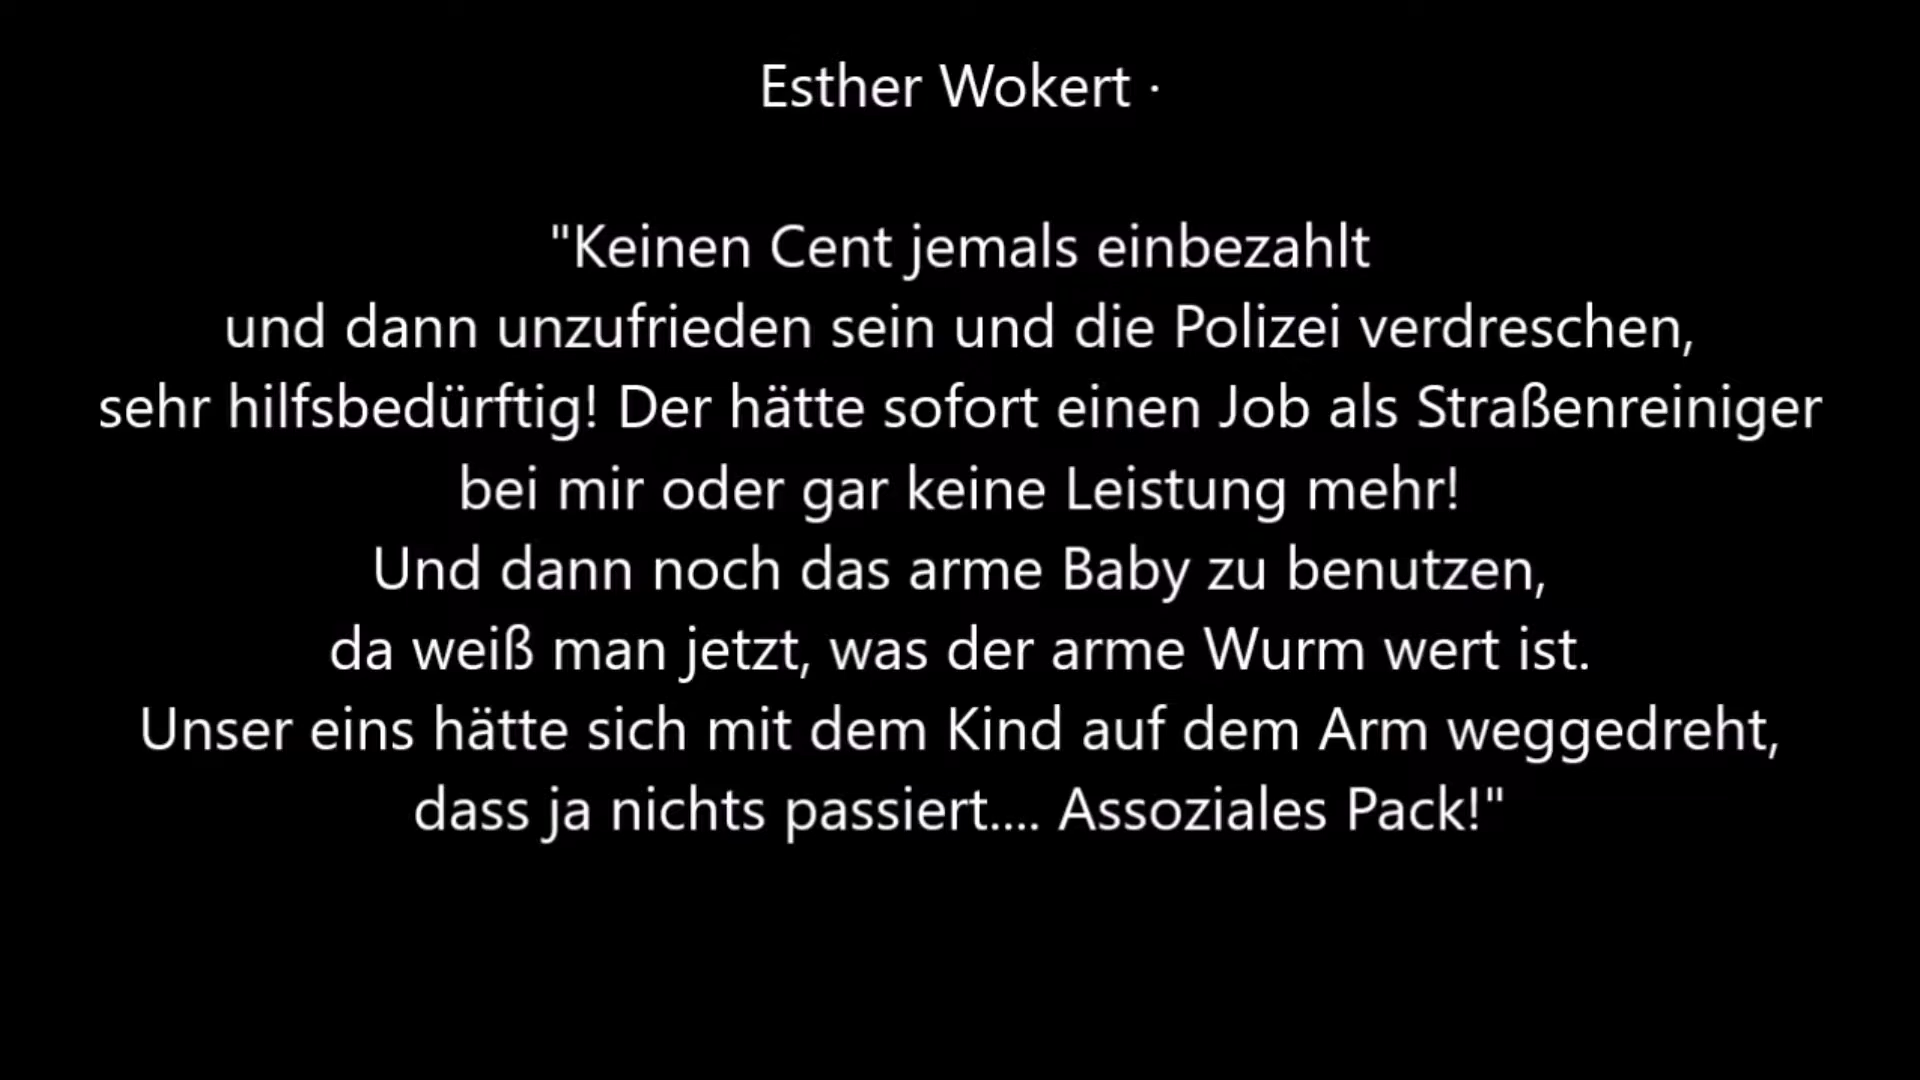 Esther Wokert ·
"Keinen Cent jemals einbezahlt
und dann unzufrieden sein und die Polizei verdreschen,
sehr hilfsbedürftig! Der hätte sofort einen Job als Straßenreiniger
bei mir oder gar keine Leistung mehr!
Und dann noch das arme Baby zu benutzen,
da weiß man jetzt, was der arme Wurm wert ist.
Unser eins hätte sich mit dem Kind auf dem Arm weggedreht,
dass ja nichts passiert.... Assoziales Pack!"